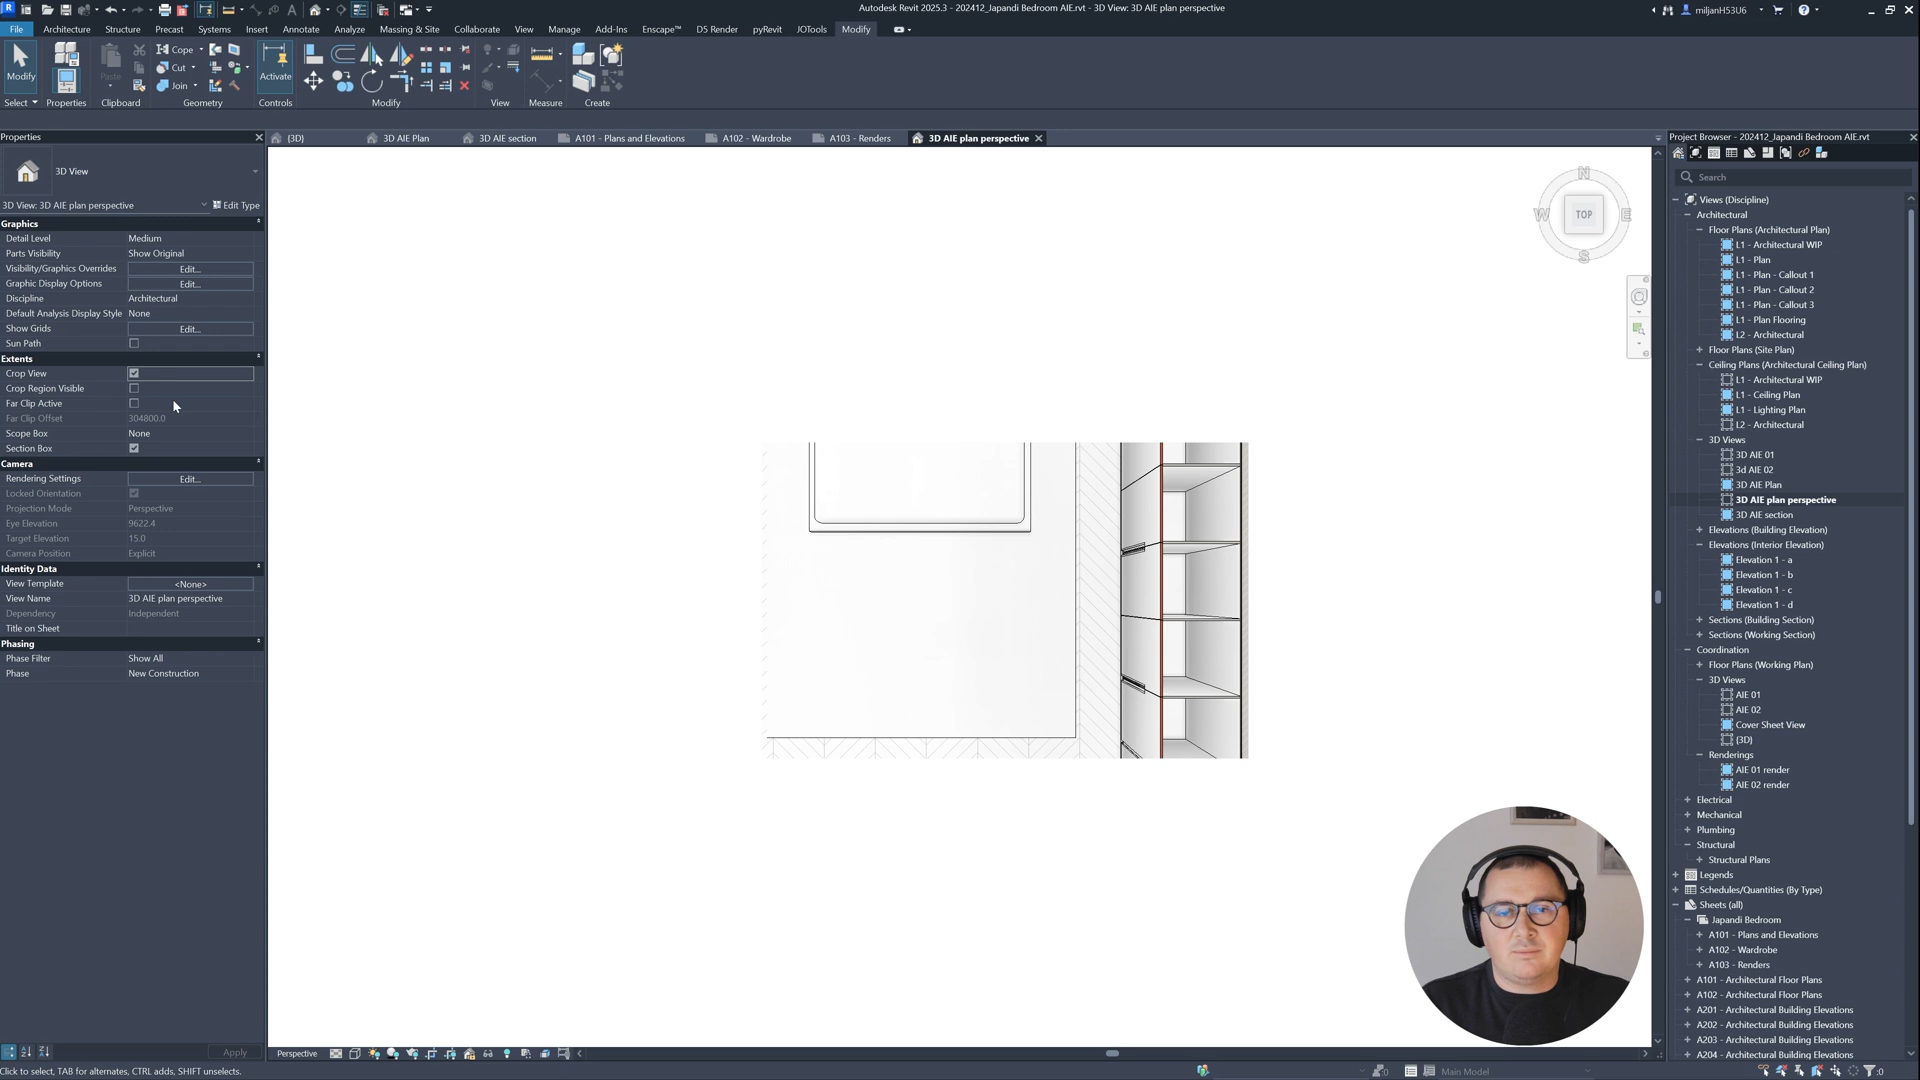 Autodesk Revit 2025.3 - 202412_Japandi Bedroom AIE.rvt - 3D View: 3D AIE plan perspective
miljanH53U6
File
Architecture
Structure
Precast
Systems
Insert
Annotate
Analyze
Massing & Site
Collaborate
View
Manage
Add-Ins
Enscape™
D5 Render
pyRevit
JOTools
Modify
Modify
Paste
Cope
Cut
Join
Activate
Select
Properties
Clipboard
Geometry
Controls
Modify
View
Measure
Create
Properties
{3D}
3D AIE Plan
3D AIE section
A101 - Plans and Elevations
A102 - Wardrobe
A103 - Renders
3D AIE plan perspective
Project Browser - 202412_Japandi Bedroom AIE.rvt
3D View
3D View: 3D AIE plan perspective
Edit Type
Graphics
Detail Level Medium
Parts Visibility Show Original
Visibility/Graphics Overrides Edit...
Graphic Display Options Edit...
Discipline Architectural
Default Analysis Display Style None
Show Grids Edit...
Sun Path
Extents
Crop View
Crop Region Visible
Far Clip Active
Far Clip Offset 304800.0
Scope Box None
Section Box
Camera
Rendering Settings Edit...
Locked Orientation
Projection Mode Perspective
Eye Elevation 9622.4
Target Elevation 15.0
Camera Position Explicit
Identity Data
View Template <None>
View Name 3D AIE plan perspective
Dependency Independent
Title on Sheet
Phasing
Phase Filter Show All
Phase New Construction
Apply
N
W TOP E
S
Search
Views (Discipline)
Architectural
Floor Plans (Architectural Plan)
L1 - Architectural WIP
L1 - Plan
L1 - Plan - Callout 1
L1 - Plan - Callout 2
L1 - Plan - Callout 3
L1 - Plan Flooring
L2 - Architectural
Floor Plans (Site Plan)
Ceiling Plans (Architectural Ceiling Plan)
L1 - Architectural WIP
L1 - Ceiling Plan
L1 - Lighting Plan
L2 - Architectural
3D Views
3D AIE 01
3d AIE 02
3D AIE Plan
3D AIE plan perspective
3D AIE section
Elevations (Building Elevation)
Elevations (Interior Elevation)
Elevation 1 - a
Elevation 1 - b
Elevation 1 - c
Elevation 1 - d
Sections (Building Section)
Sections (Working Section)
Coordination
Floor Plans (Working Plan)
3D Views
AIE 01
AIE 02
Cover Sheet View
{3D}
Renderings
AIE 01 render
AIE 02 render
Electrical
Mechanical
Plumbing
Structural
Structural Plans
Legends
Schedules/Quantities (By Type)
Sheets (all)
Japandi Bedroom
A101 - Plans and Elevations
A102 - Wardrobe
A103 - Renders
A101 - Architectural Floor Plans
A102 - Architectural Floor Plans
A201 - Architectural Building Elevations
A202 - Architectural Building Elevations
A203 - Architectural Building Elevations
A204 - Architectural Building Elevations
Perspective
Click to select, TAB for alternates, CTRL adds, SHIFT unselects.
:0
Main Model
:0